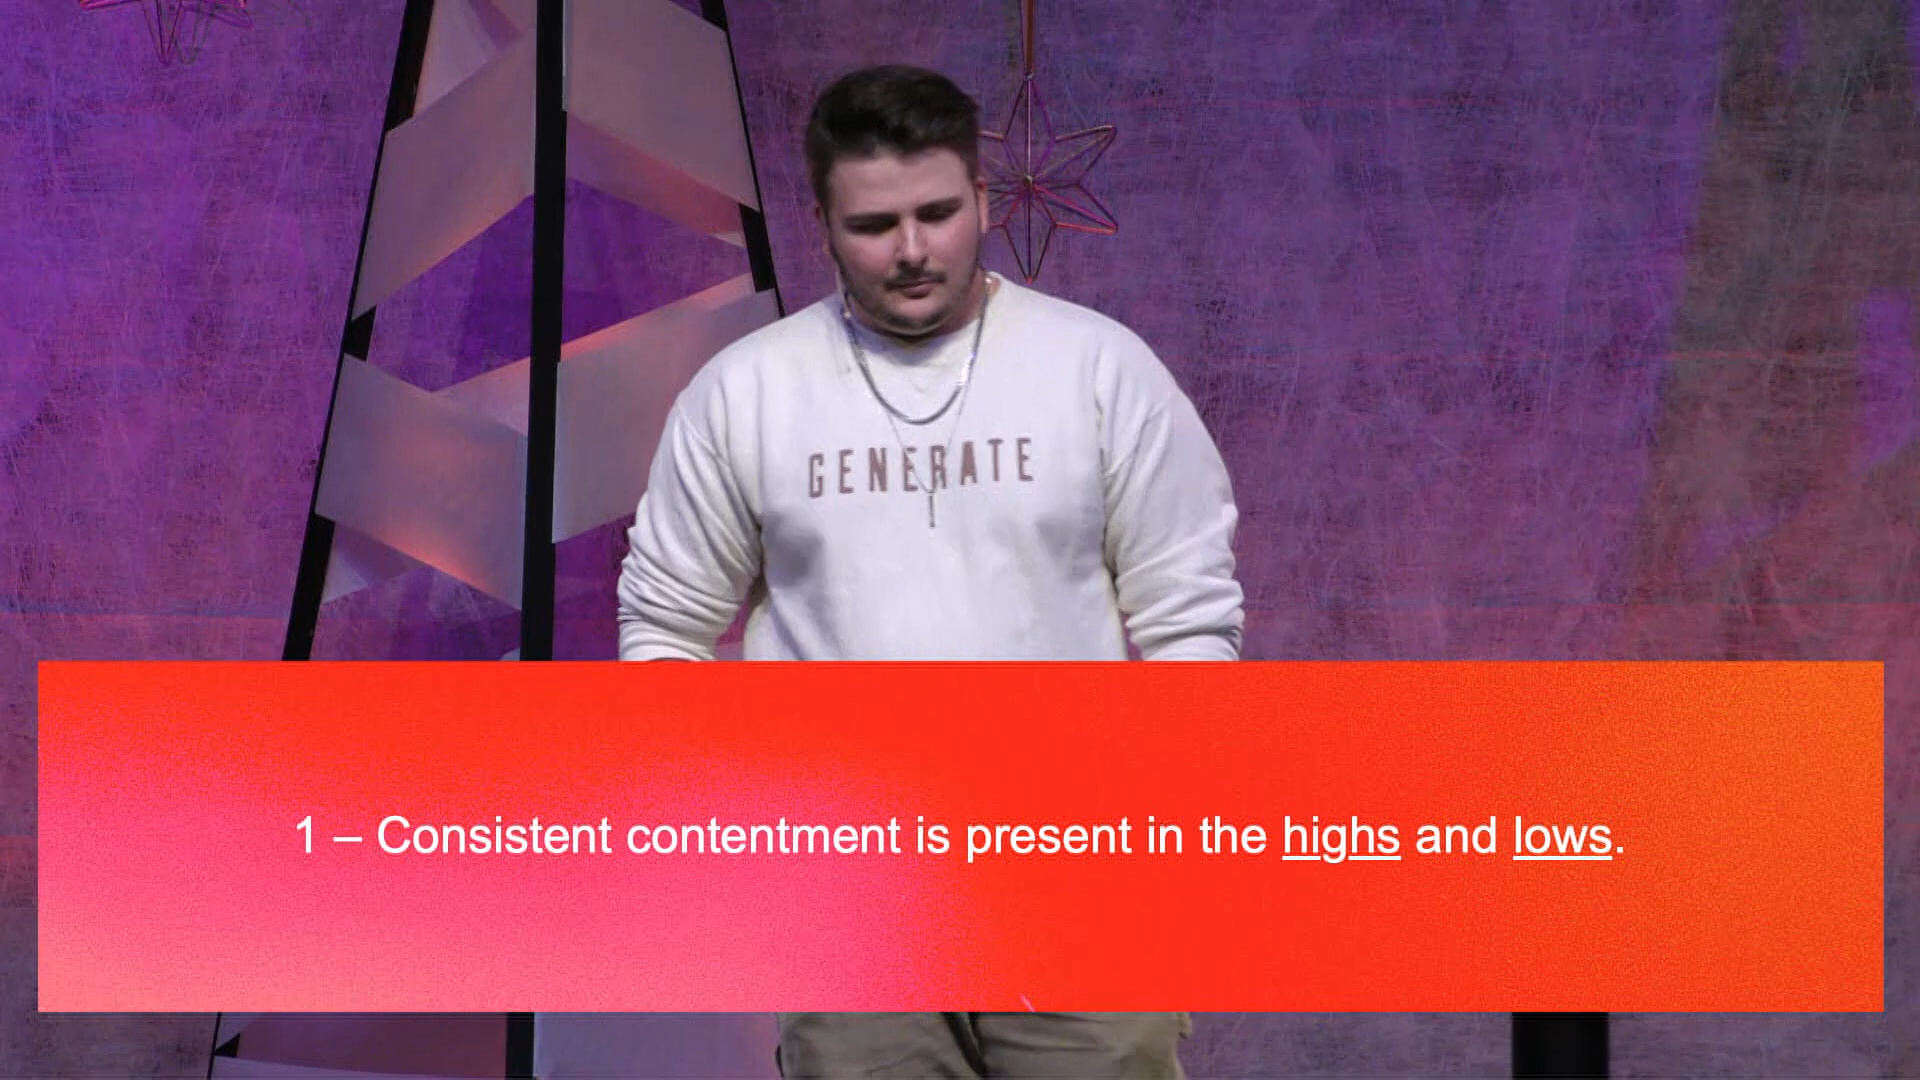 GENERATE
1 – Consistent contentment is present in the highs and lows.